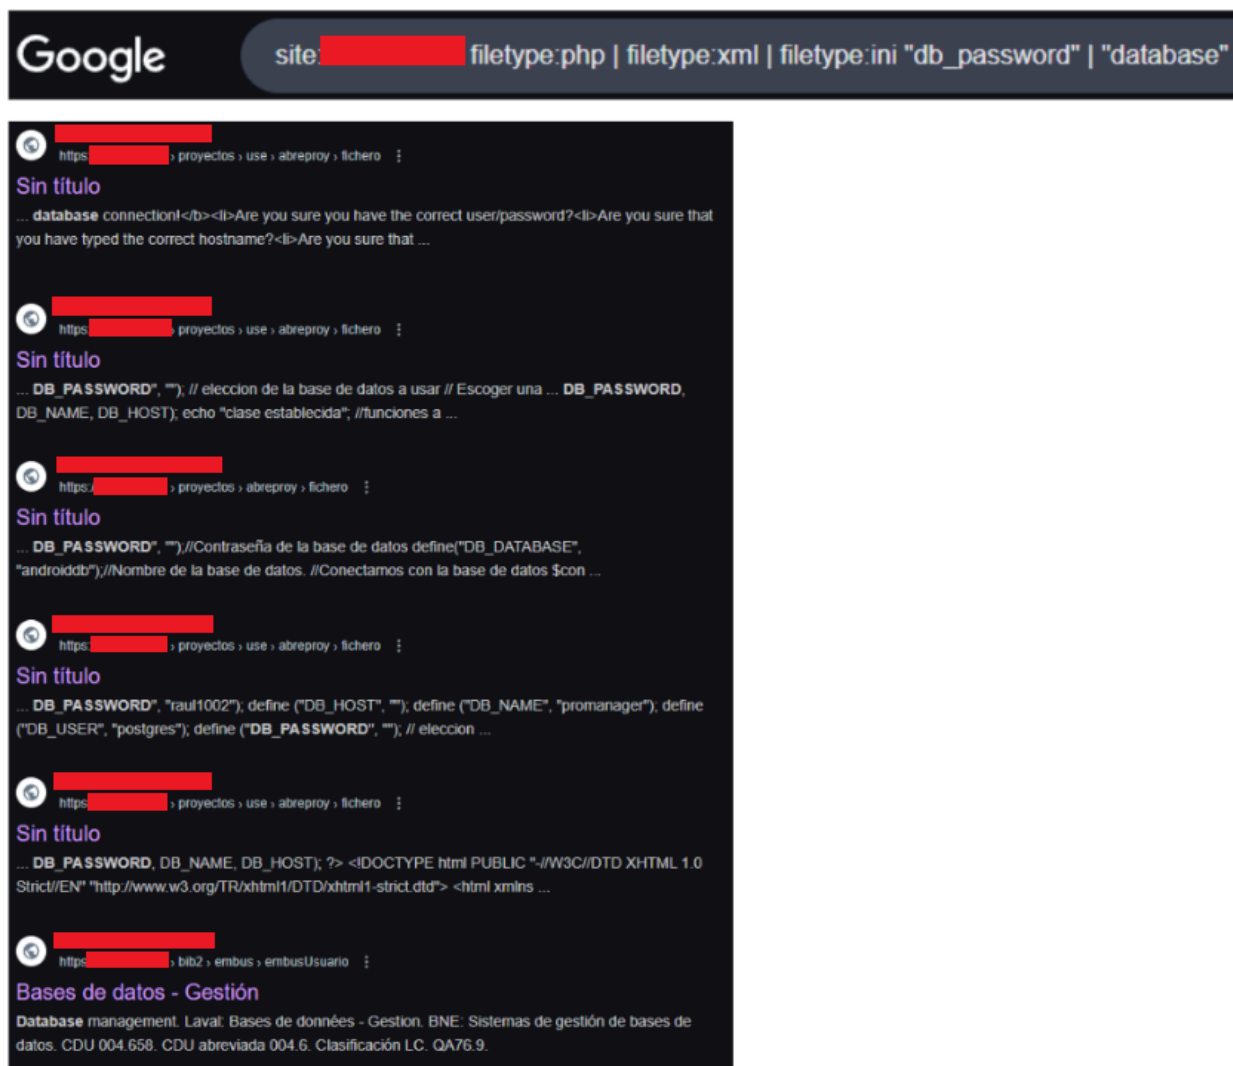 Google
site: filetype:php | filetype:xml | filetype:ini "db_password" | "database"
https: › proyectos › use › abreproy › fichero
Sin título
... database connection!</b><li>Are you sure you have the correct user/password?<li>Are you sure that
you have typed the correct hostname?<li>Are you sure that ...
https: › proyectos › use › abreproy › fichero
Sin título
... DB_PASSWORD", ""); // eleccion de la base de datos a usar // Escoger una ... DB_PASSWORD,
DB_NAME, DB_HOST); echo "clase establecida"; //funciones a ...
https:/ › proyectos › abreproy › fichero
Sin título
... DB_PASSWORD", "");//Contraseña de la base de datos define("DB_DATABASE",
"androiddb");//Nombre de la base de datos. //Conectamos con la base de datos $con ...
https: › proyectos › use › abreproy › fichero
Sin título
... DB_PASSWORD", "raul1002"); define ("DB_HOST", ""); define ("DB_NAME", "promanager"); define
("DB_USER", "postgres"); define ("DB_PASSWORD", ""); // eleccion ...
https › proyectos › use › abreproy › fichero
Sin título
... DB_PASSWORD, DB_NAME, DB_HOST); ?> <!DOCTYPE html PUBLIC "-//W3C//DTD XHTML 1.0
Strict//EN" "http://www.w3.org/TR/xhtml1/DTD/xhtml1-strict.dtd"> <html xmlns ...
https › bib2 › embus › embusUsuario
Bases de datos - Gestión
Database management. Laval: Bases de données - Gestion. BNE: Sistemas de gestión de bases de
datos. CDU 004.658. CDU abreviada 004.6. Clasificación LC. QA76.9.